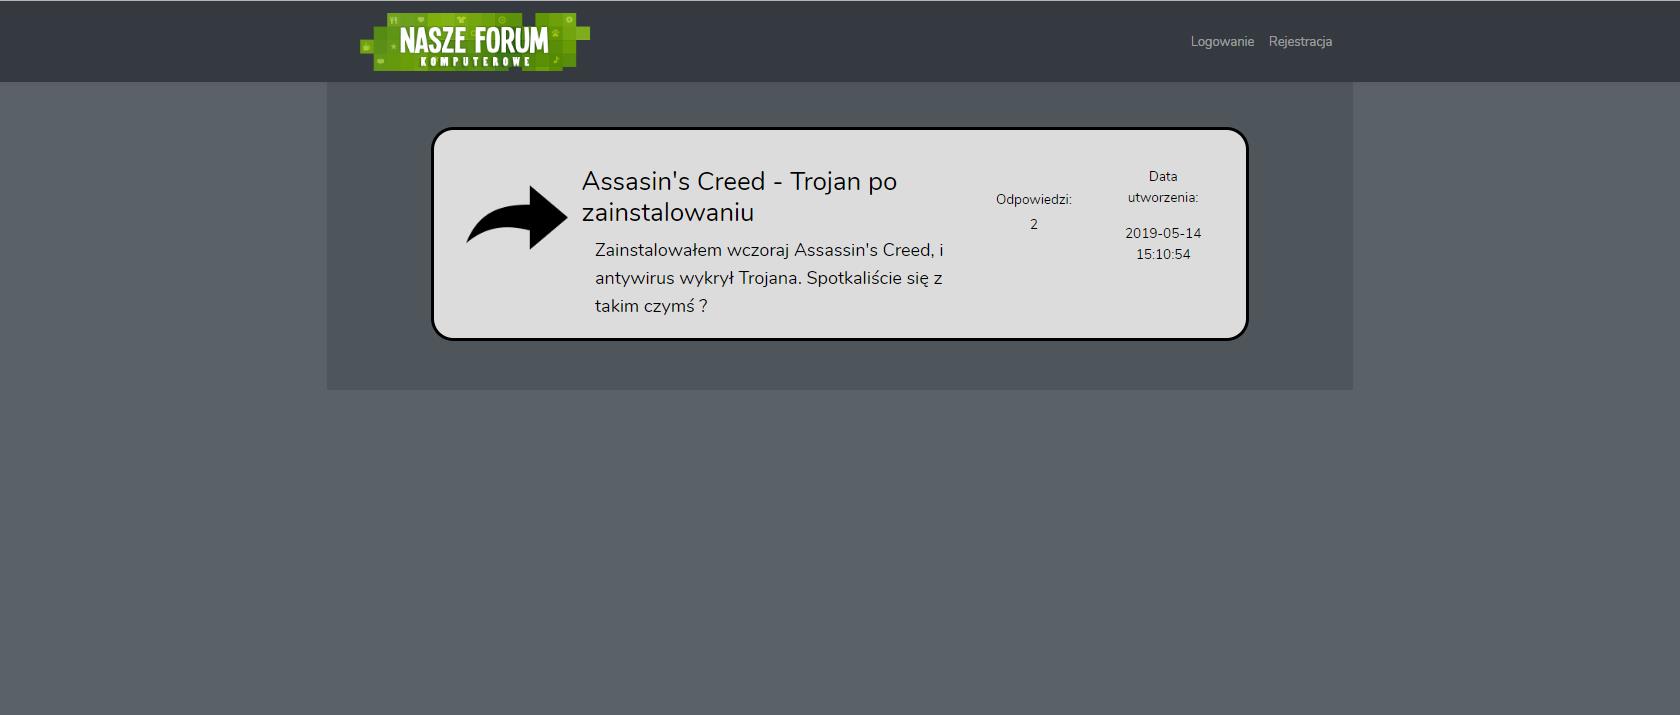 NASZE FORUM
KOMPUTEROWE
Logowanie Rejestracja
Assasin's Creed - Trojan po
zainstalowaniu
Zainstalowałem wczoraj Assassin's Creed, i
antywirus wykrył Trojana. Spotkaliście się z
takim czymś ?
Odpowiedzi:
2
Data
utworzenia:
2019-05-14
15:10:54